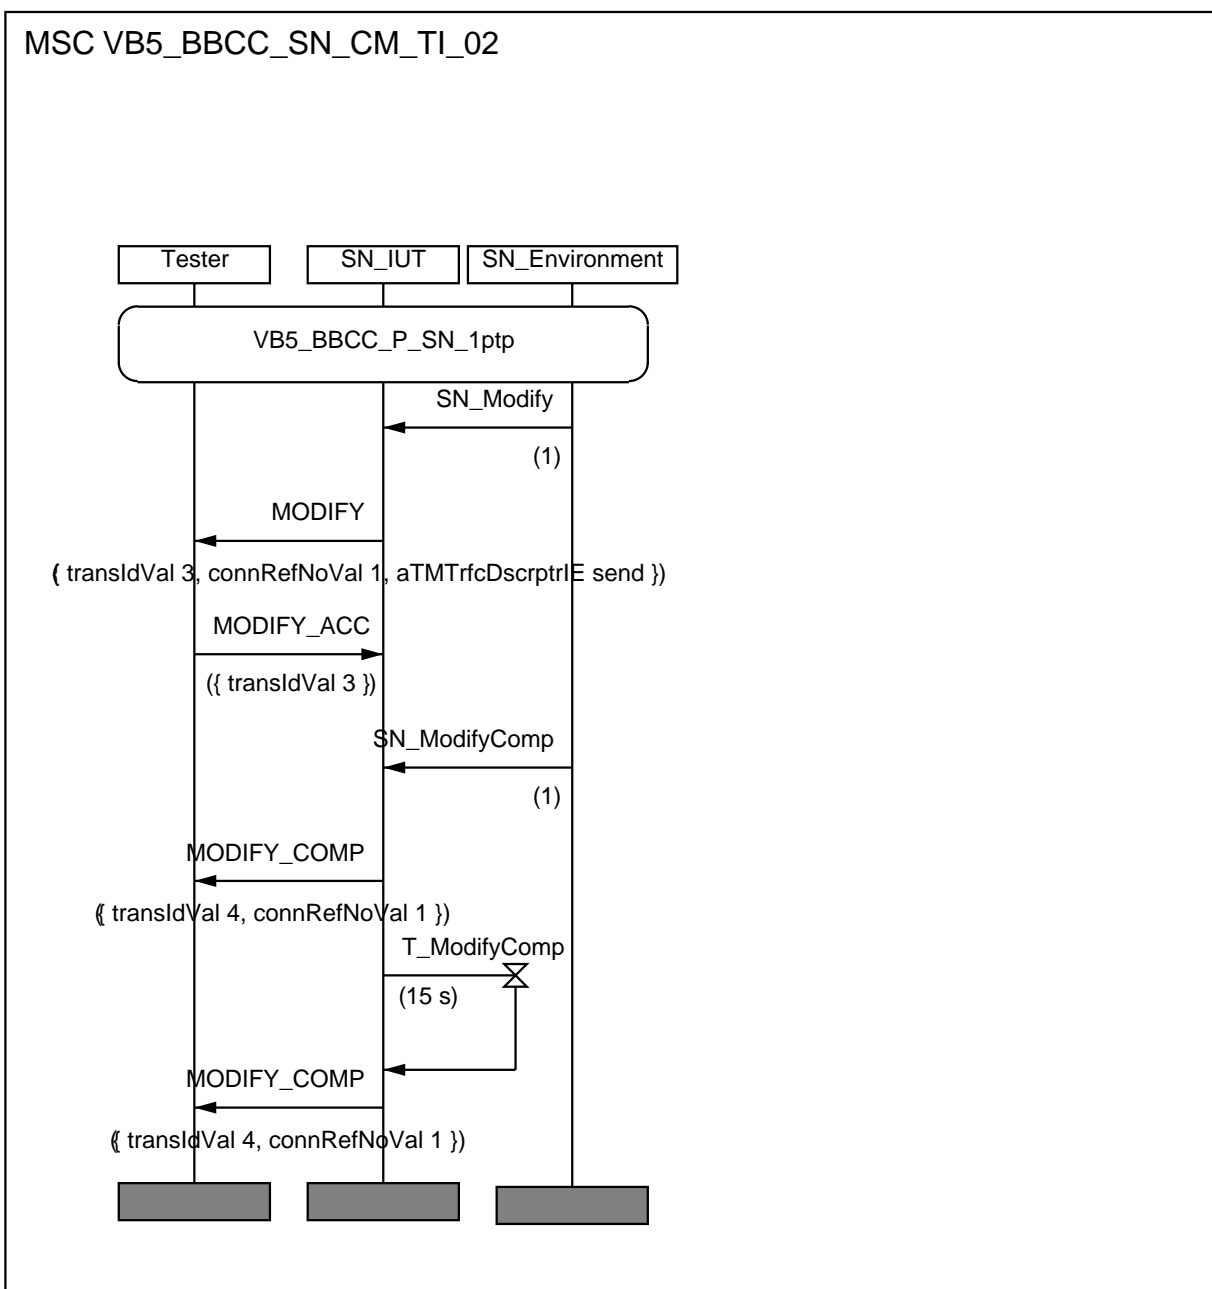 MSC VB5_BBCC_SN_CM_TI_02
Tester SN_IUT SN_Environment
VB5_BBCC_P_SN_1ptp
SN_Modify
(1)
MODIFY
({ transIdVal 3, connRefNoVal 1, aTMTrfcDscrptrIE send })
MODIFY_ACC
({ transIdVal 3 })
SN_ModifyComp
(1)
MODIFY_COMP
({ transIdVal 4, connRefNoVal 1 })
T_ModifyComp
(15 s)
MODIFY_COMP
({ transIdVal 4, connRefNoVal 1 })